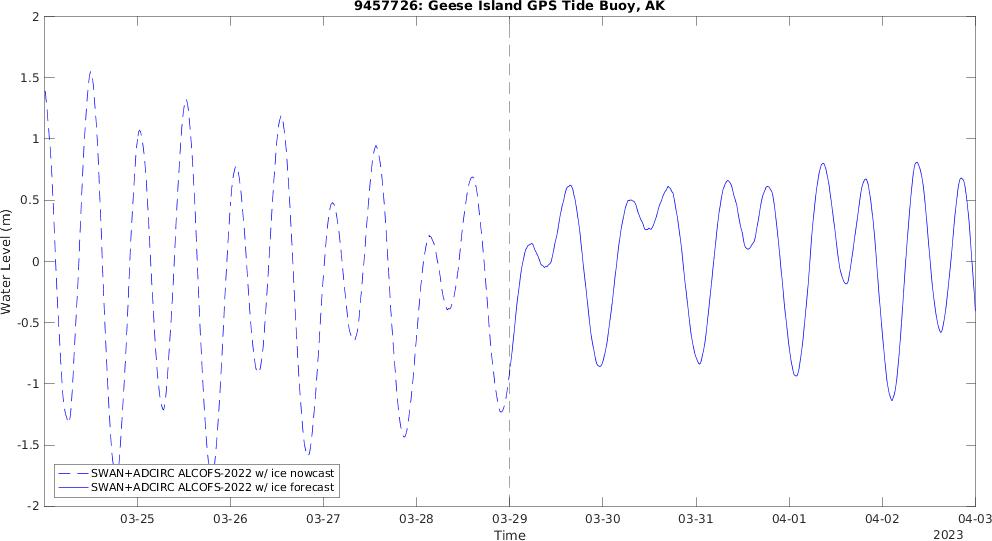 9457726: Geese Island GPS Tide Buoy, AK
2
1.5
1
0.5
0
-0.5
-1
-1.5
-2
Water Level (m)
SWAN+ADCIRC ALCOFS-2022 w/ ice nowcast
SWAN+ADCIRC ALCOFS-2022 w/ ice forecast
03-25 03-26 03-27 03-28 03-29 03-30 03-31 04-01 04-02 04-03
Time
2023